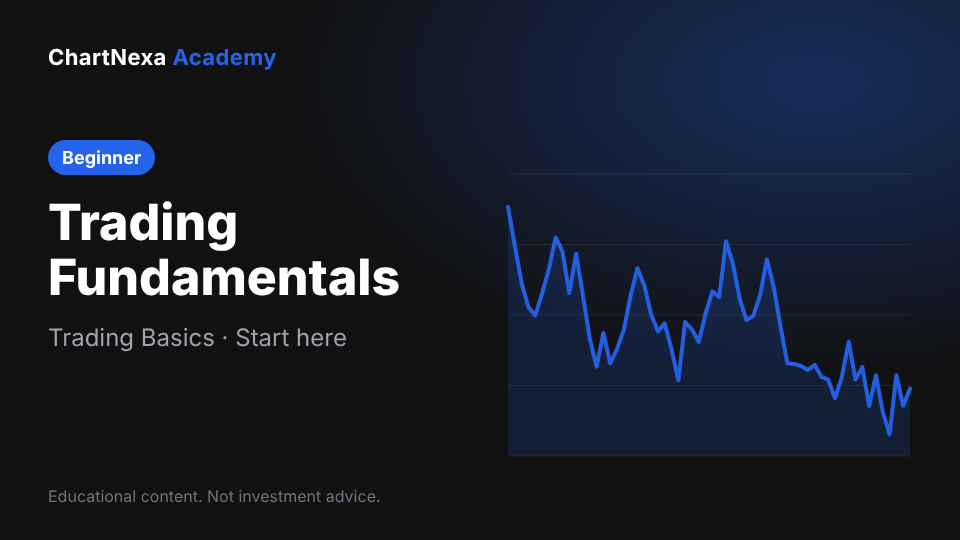 ChartNexa Academy
Beginner
Trading
Fundamentals
Trading Basics · Start here
Educational content. Not investment advice.